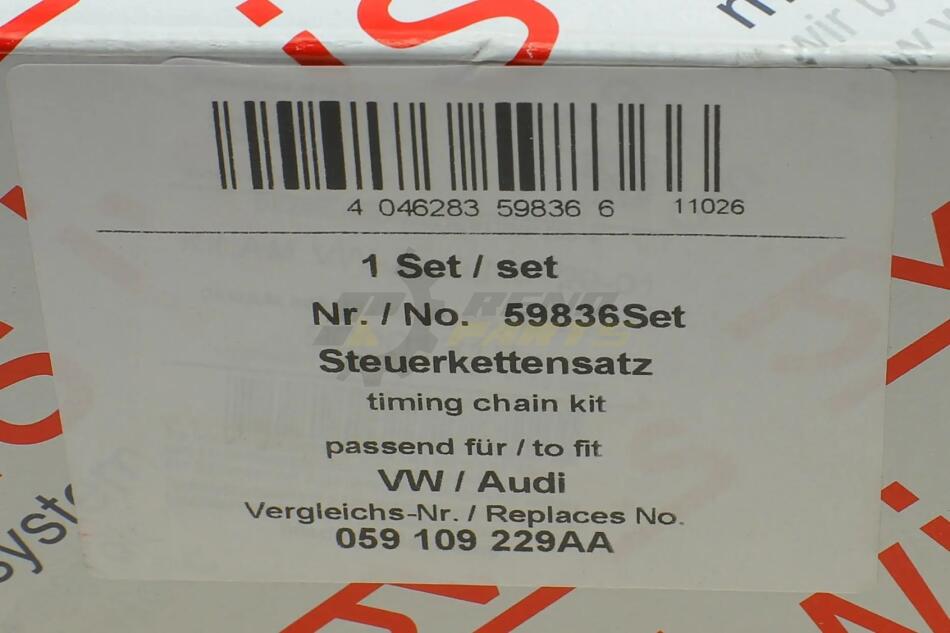 4 046283 59836 6 11026
1 Set / set
Nr. / No. 59836Set
Steuerkettensatz
timing chain kit
passend für / to fit
VW / Audi
Vergleichs-Nr. / Replaces No.
059 109 229AA